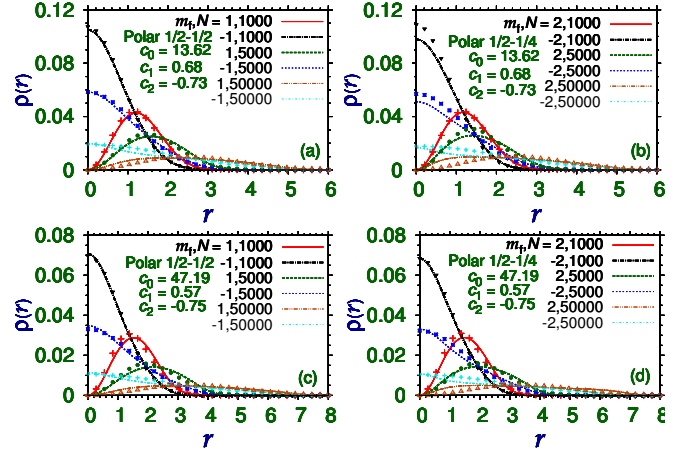 0.12
0.08
0.04
0
ρ(r)
m_f, N = 1,1000
Polar 1/2-1/2 -1,1000
c_0 = 13.62 1,5000
c_1 = 0.68 -1,5000
c_2 = -0.73 1,50000
-1,50000
(a)
0 1 2 3 4 5 6
r
0.12
0.08
0.04
0
ρ(r)
m_f, N = 2,1000
Polar 1/2-1/4 -2,1000
c_0 = 13.62 2,5000
c_1 = 0.68 -2,5000
c_2 = -0.73 2,50000
-2,50000
(b)
0 1 2 3 4 5 6
r
0.08
0.06
0.04
0.02
0
ρ(r)
m_f, N = 1,1000
Polar 1/2-1/2 -1,1000
c_0 = 47.19 1,5000
c_1 = 0.57 -1,5000
c_2 = -0.75 1,50000
-1,50000
(c)
0 1 2 3 4 5 6 7 8
r
0.08
0.06
0.04
0.02
0
ρ(r)
m_f, N = 2,1000
Polar 1/2-1/4 -2,1000
c_0 = 47.19 2,5000
c_1 = 0.57 -2,5000
c_2 = -0.75 2,50000
-2,50000
(d)
0 1 2 3 4 5 6 7 8
r